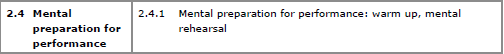 2.4 Mental preparation for performance
2.4.1 Mental preparation for performance: warm up, mental
rehearsal